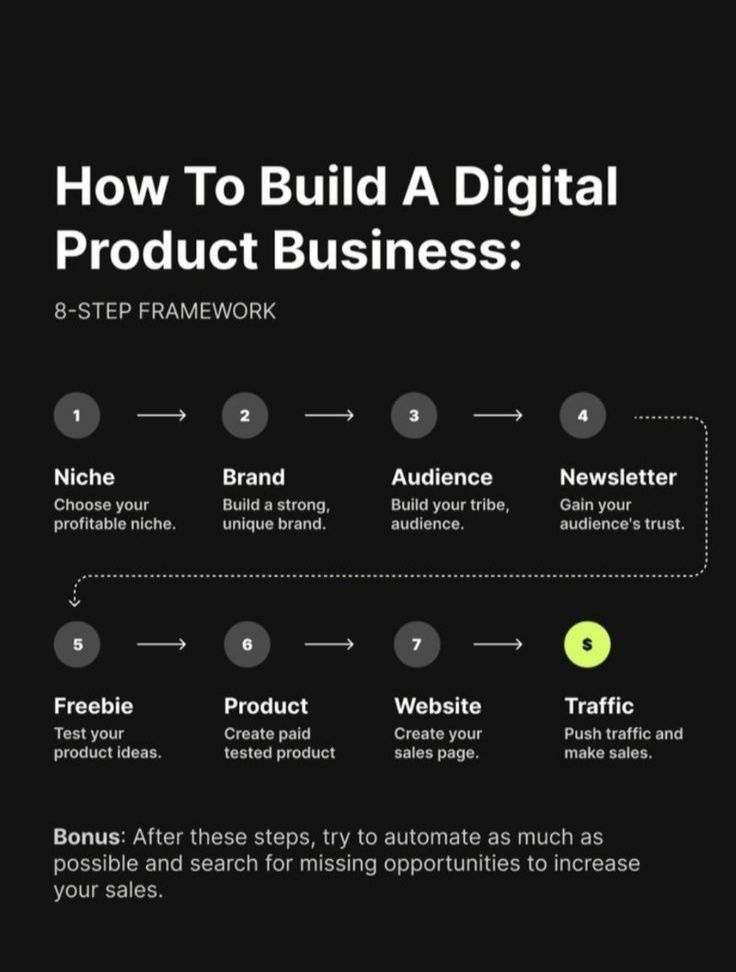 How To Build A Digital
Product Business:
8-STEP FRAMEWORK
1
2
3
4
Niche
Choose your
profitable niche.
Brand
Build a strong,
unique brand.
Audience
Build your tribe,
audience.
Newsletter
Gain your
audience's trust.
5
6
7
$
Freebie
Test your
product ideas.
Product
Create paid
tested product
Website
Create your
sales page.
Traffic
Push traffic and
make sales.
Bonus: After these steps, try to automate as much as
possible and search for missing opportunities to increase
your sales.